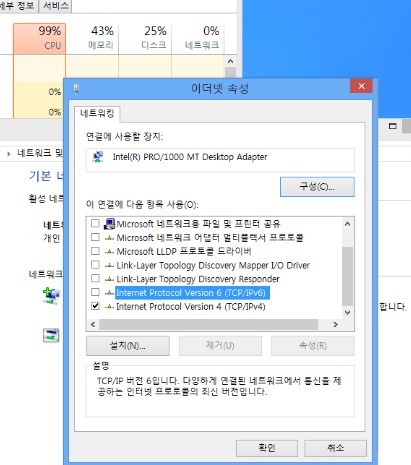 세부 정보 서비스
99% 43% 25% 0%
CPU 메모리 디스크 네트워크
0%
0%
이더넷 속성
네트워킹
연결에 사용할 장치:
Intel(R) PRO/1000 MT Desktop Adapter
구성(C)...
이 연결에 다음 항목 사용(O):
Microsoft 네트워크용 파일 및 프린터 공유
Microsoft 네트워크 어댑터 멀티플렉서 프로토콜
Microsoft LLDP 프로토콜 드라이버
Link-Layer Topology Discovery Mapper I/O Driver
Link-Layer Topology Discovery Responder
Internet Protocol Version 6 (TCP/IPv6)
Internet Protocol Version 4 (TCP/IPv4)
설치(N)... 제거(U) 속성(R)
설명
TCP/IP 버전 6입니다. 다양하게 연결된 네트워크에서 통신을 제
공하는 인터넷 프로토콜의 최신 버전입니다.
확인 취소
네트워크 및
기본 네
활성 네트
네트
개인
네트워크
합니다.